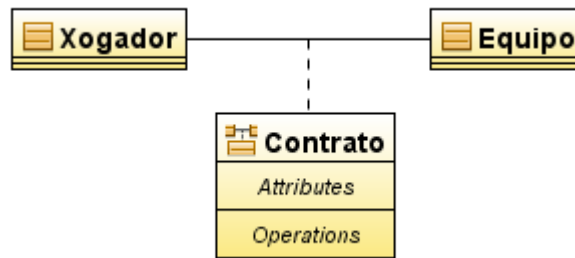 Xogador
Equipo
Contrato
Attributes
Operations